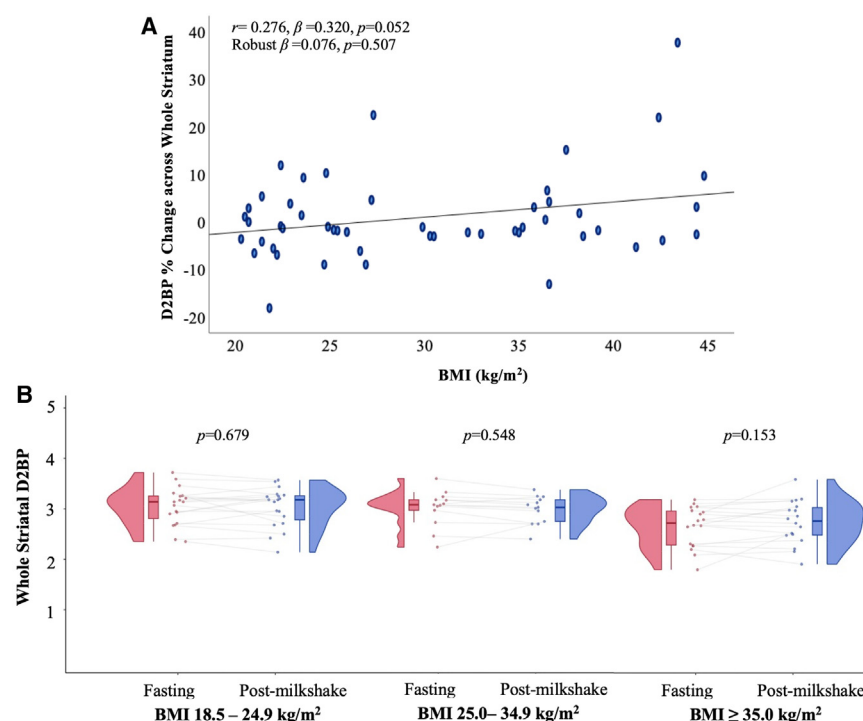 A
r= 0.276, β =0.320, p=0.052
Robust β =0.076, p=0.507
D2BP % Change across Whole Striatum
40
30
20
10
0
-10
-20
20 25 30 35 40 45
BMI (kg/m²)
B
Whole Striatal D2BP
5
4
3
2
1
p=0.679 p=0.548 p=0.153
Fasting Post-milkshake Fasting Post-milkshake Fasting Post-milkshake
BMI 18.5 – 24.9 kg/m² BMI 25.0– 34.9 kg/m² BMI ≥ 35.0 kg/m²